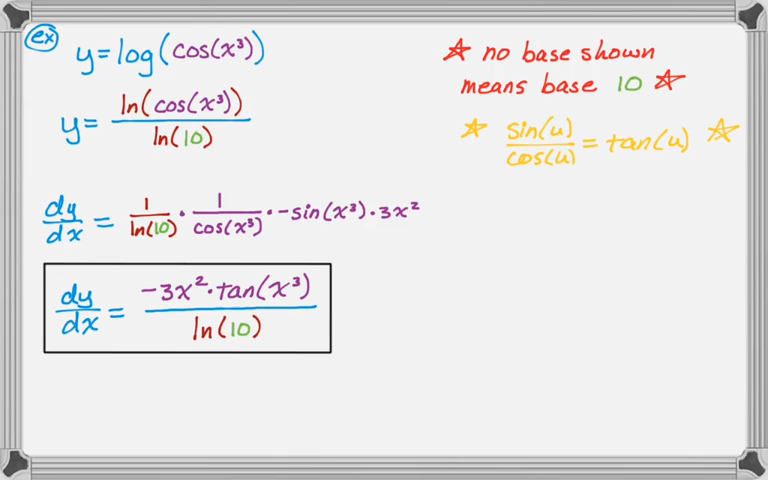 ex
y = log(cos(x³))
y = ln(cos(x³)) / ln(10)
dy/dx = 1/ln(10) · 1/cos(x³) · -sin(x³) · 3x²
dy/dx = -3x² · tan(x³) / ln(10)
☆ no base shown
means base 10 ☆
☆ sin(u)/cos(u) = tan(u) ☆